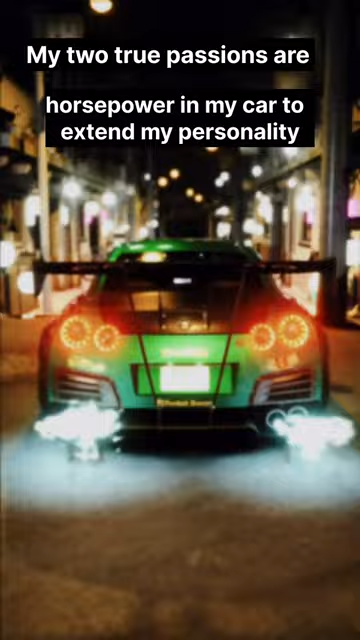 My two true passions are
horsepower in my car to
extend my personality